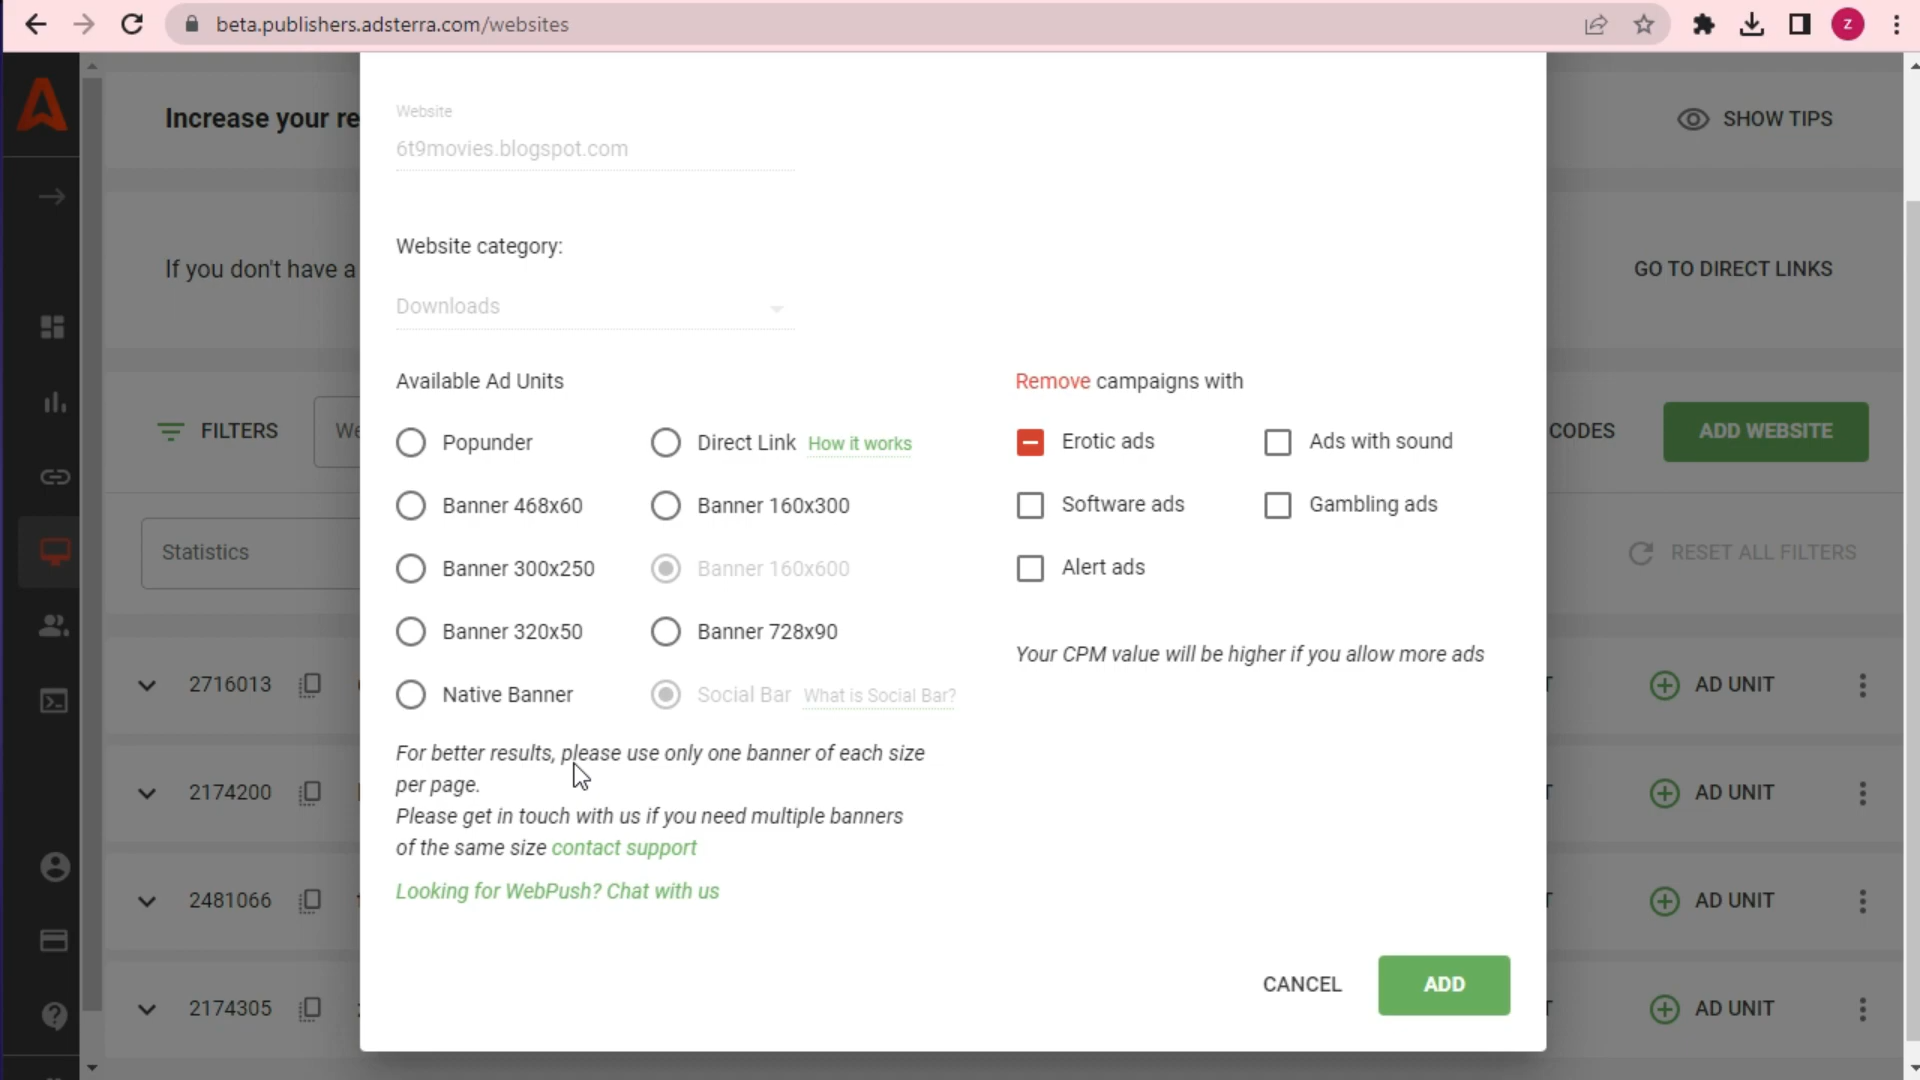 beta.publishers.adsterra.com/websites
z
Increase your re
SHOW TIPS
Website
6t9movies.blogspot.com
Website category:
If you don't have a
GO TO DIRECT LINKS
Downloads
Available Ad Units
Remove campaigns with
FILTERS
We
Popunder
Direct Link How it works
Erotic ads
Ads with sound
CODES
ADD WEBSITE
Banner 468x60
Banner 160x300
Software ads
Gambling ads
Statistics
Banner 300x250
Banner 160x600
Alert ads
RESET ALL FILTERS
Banner 320x50
Banner 728x90
Your CPM value will be higher if you allow more ads
2716013
Native Banner
Social Bar What is Social Bar?
AD UNIT
For better results, please use only one banner of each size
per page.
2174200
AD UNIT
Please get in touch with us if you need multiple banners
of the same size contact support
Looking for WebPush? Chat with us
2481066
AD UNIT
CANCEL
ADD
2174305
AD UNIT